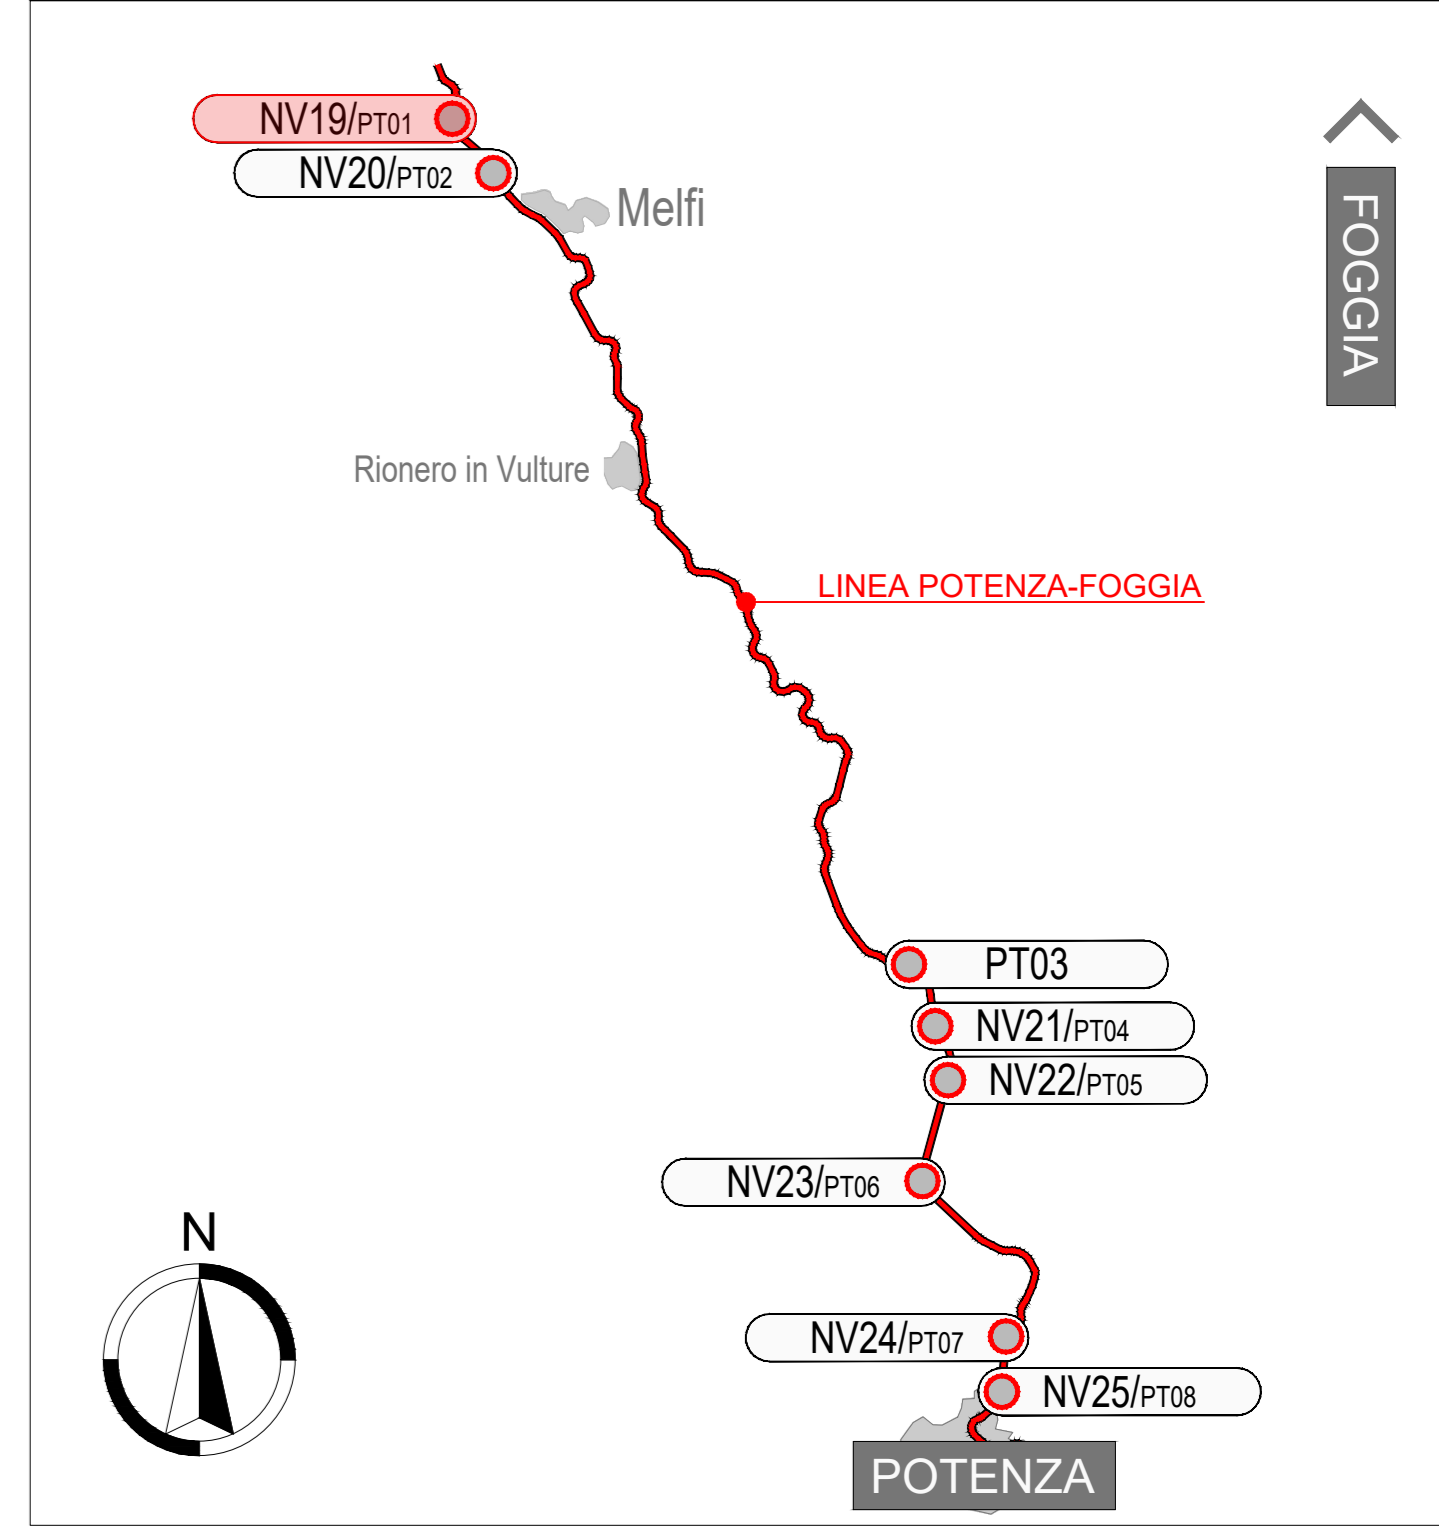 NV19/PT01
NV20/PT02
Melfi
FOGGIA
Rionero in Vulture
LINEA POTENZA-FOGGIA
PT03
NV21/PT04
NV22/PT05
NV23/PT06
N
NV24/PT07
NV25/PT08
POTENZA